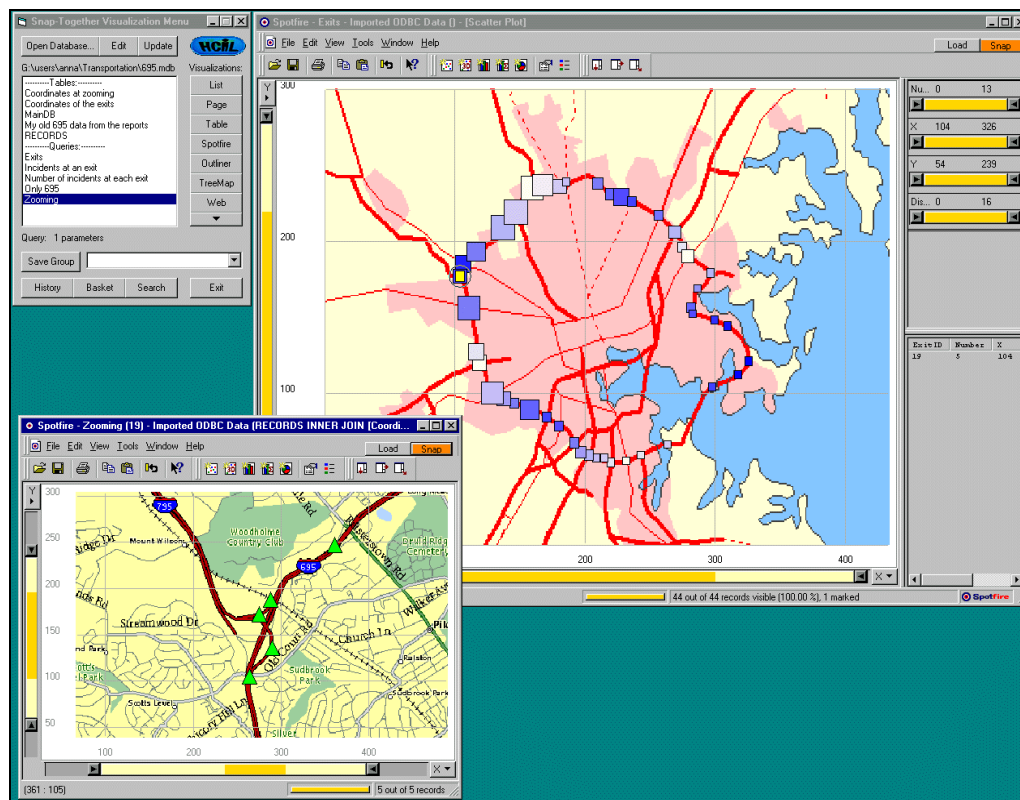 Snap-Together Visualization Menu
Open Database... Edit Update HCIL
G:\users\anna\Transportation\695.mdb Visualizations:
----------Tables:----------
Coordinates at zooming
Coordinates of the exits
MainDB
My old 695 data from the reports
RECORDS
----------Queries:----------
Exits
Incidents at an exit
Number of incidents at each exit
Only 695
Zooming
List
Page
Table
Spotfire
Outliner
TreeMap
Web
Query: 1 parameters
Save Group
History Basket Search Exit
Spotfire - Exits - Imported ODBC Data () - [Scatter Plot]
File Edit View Tools Window Help
Load Snap
Y
300
200
100
200 300 400
X
Nu... 0 13
X 104 326
Y 54 239
Dis... 0 16
Exit ID Number X
19 5 104
44 out of 44 records visible (100.00 %), 1 marked
Spotfire
Spotfire - Zooming (19) - Imported ODBC Data (RECORDS INNER JOIN [Coordi...
File Edit View Tools Window Help
Load Snap
Y
300
250
200
150
100
50
795
Woodholme
Country Club
Reisterstown Rd
Druid Ridge
Cemetery
Mount Wilson
695
Streamwood Dr
Church Ln
Old Court Rd
Ralston
Sudbrook
Park
Sudbrook Park
Scotts Level
Silver
100 200 300 400
X
(361 : 105) 5 out of 5 records